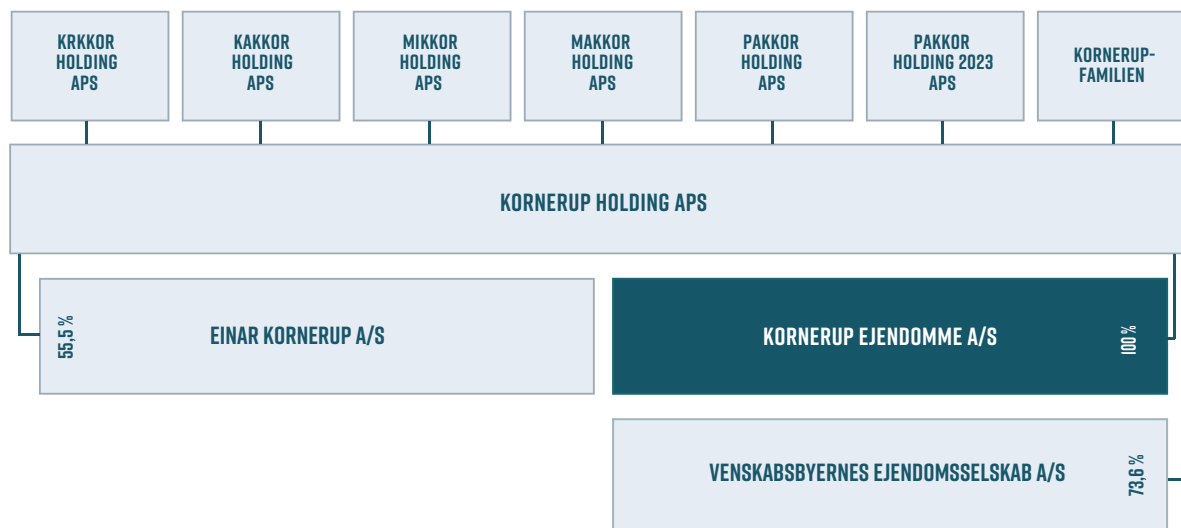 KRKKOR
HOLDING
APS
KAKKOR
HOLDING
APS
MIKKOR
HOLDING
APS
MAKKOR
HOLDING
APS
PAKKOR
HOLDING
APS
PAKKOR
HOLDING 2023
APS
KORNERUP-
FAMILIEN
KORNERUP HOLDING APS
55,5 %
EINAR KORNERUP A/S
KORNERUP EJENDOMME A/S
100 %
VENSKABSBYERNES EJENDOMSSELSKAB A/S
73,6 %